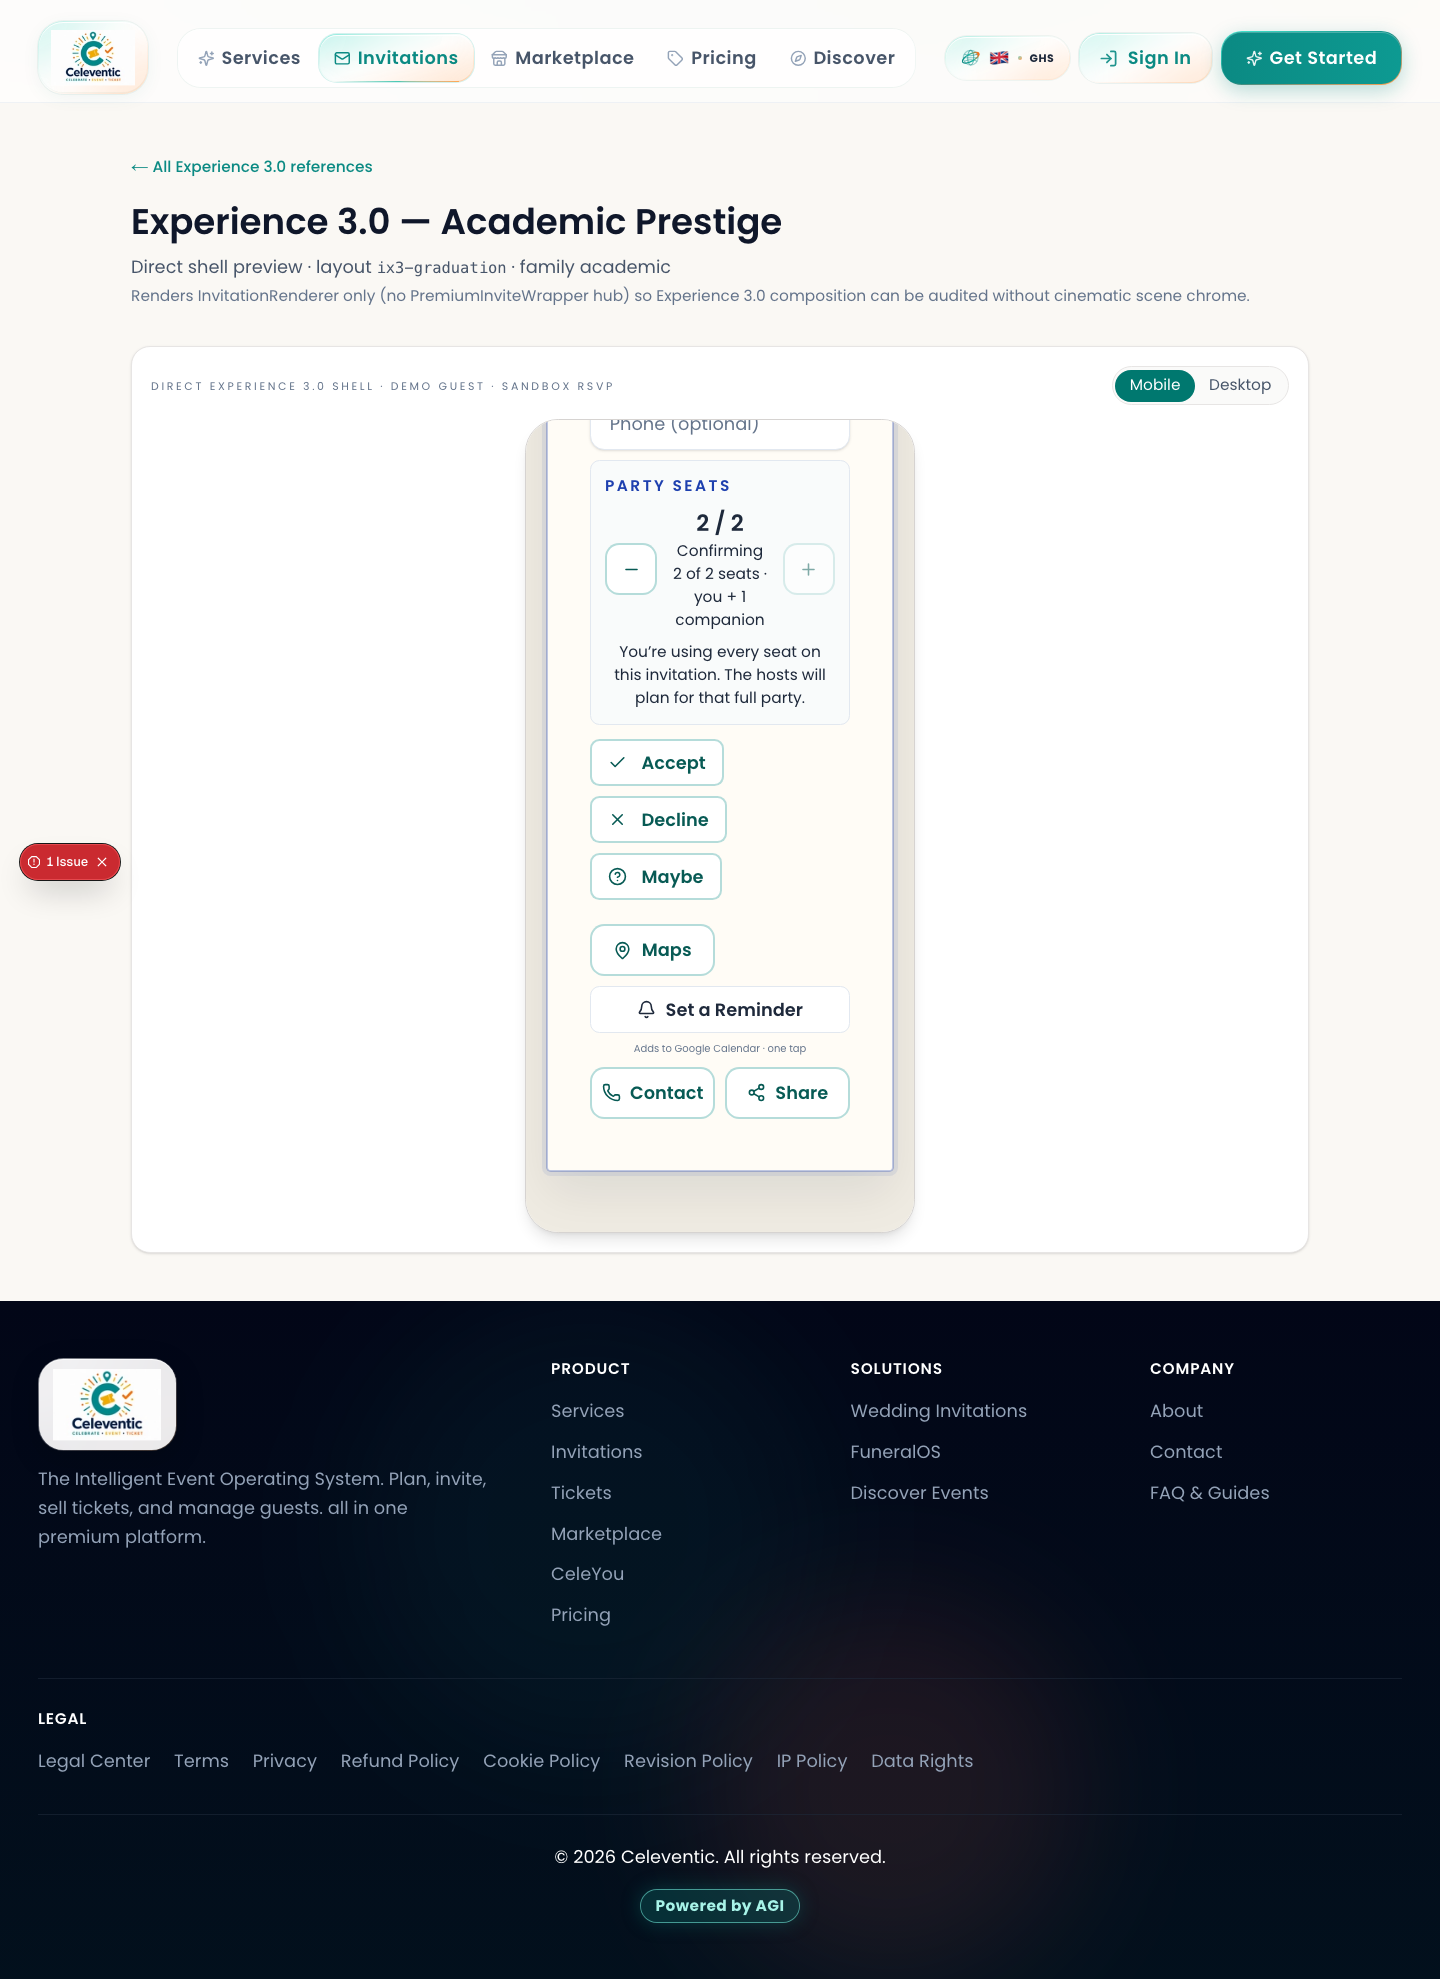 Celeventic
CELEBRATE • EVENT • TICKET
Services
Invitations
Marketplace
Pricing
Discover
GHS
Sign In
Get Started
← All Experience 3.0 references
Experience 3.0 — Academic Prestige
Direct shell preview · layout ix3-graduation · family academic
Renders InvitationRenderer only (no PremiumInviteWrapper hub) so Experience 3.0 composition can be audited without cinematic scene chrome.
DIRECT EXPERIENCE 3.0 SHELL · DEMO GUEST · SANDBOX RSVP
Mobile
Desktop
Phone (optional)
PARTY SEATS
2 / 2
Confirming
2 of 2 seats ·
you + 1
companion
−
+
You’re using every seat on
this invitation. The hosts will
plan for that full party.
Accept
Decline
Maybe
1 Issue
Maps
Set a Reminder
Adds to Google Calendar · one tap
Contact
Share
Celeventic
CELEBRATE • EVENT • TICKET
The Intelligent Event Operating System. Plan, invite,
sell tickets, and manage guests. all in one
premium platform.
PRODUCT
Services
Invitations
Tickets
Marketplace
CeleYou
Pricing
SOLUTIONS
Wedding Invitations
FuneralOS
Discover Events
COMPANY
About
Contact
FAQ & Guides
LEGAL
Legal Center
Terms
Privacy
Refund Policy
Cookie Policy
Revision Policy
IP Policy
Data Rights
© 2026 Celeventic. All rights reserved.
Powered by AGI